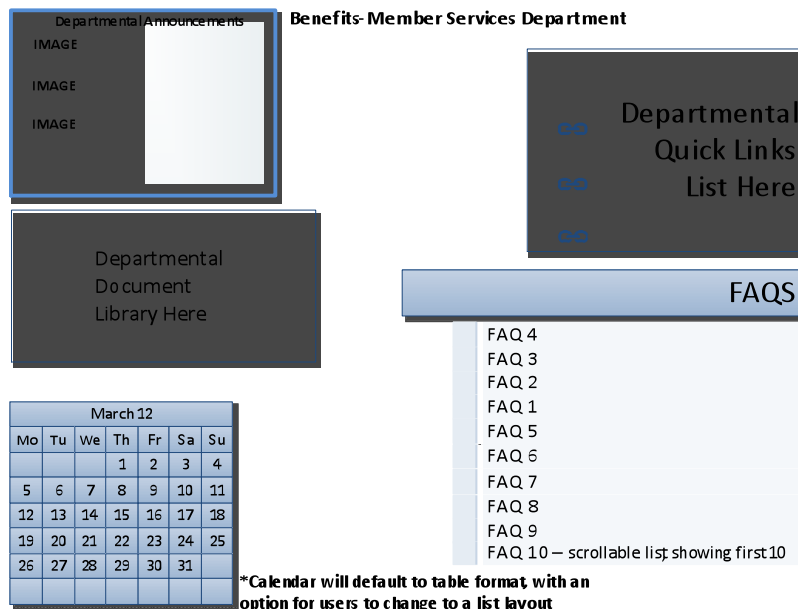 Departmental Announcements
IMAGE
IMAGE
IMAGE
Benefits-Member Services Department
Departmental
Quick Links
List Here
Departmental
Document
Library Here
FAQS
FAQ 4
FAQ 3
FAQ 2
FAQ 1
FAQ 5
FAQ 6
FAQ 7
FAQ 8
FAQ 9
FAQ 10 – scrollable list, showing first 10
March 12
Mo Tu We Th Fr Sa Su
1 2 3 4
5 6 7 8 9 10 11
12 13 14 15 16 17 18
19 20 21 22 23 24 25
26 27 28 29 30 31
*Calendar will default to table format, with an
option for users to change to a list layout